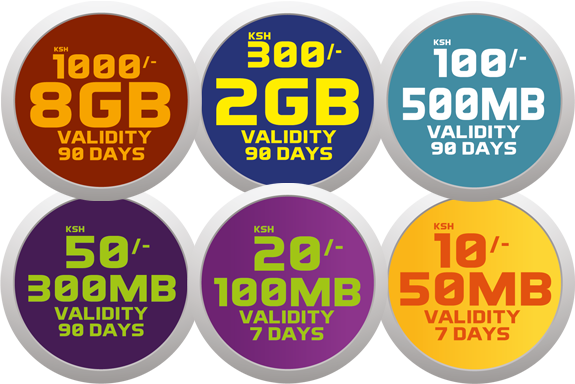 KSH
1000/-
8GB
VALIDITY
90 DAYS
KSH
300/-
2GB
VALIDITY
90 DAYS
KSH
100/-
500MB
VALIDITY
90 DAYS
KSH
50/-
300MB
VALIDITY
90 DAYS
KSH
20/-
100MB
VALIDITY
7 DAYS
KSH
10/-
50MB
VALIDITY
7 DAYS